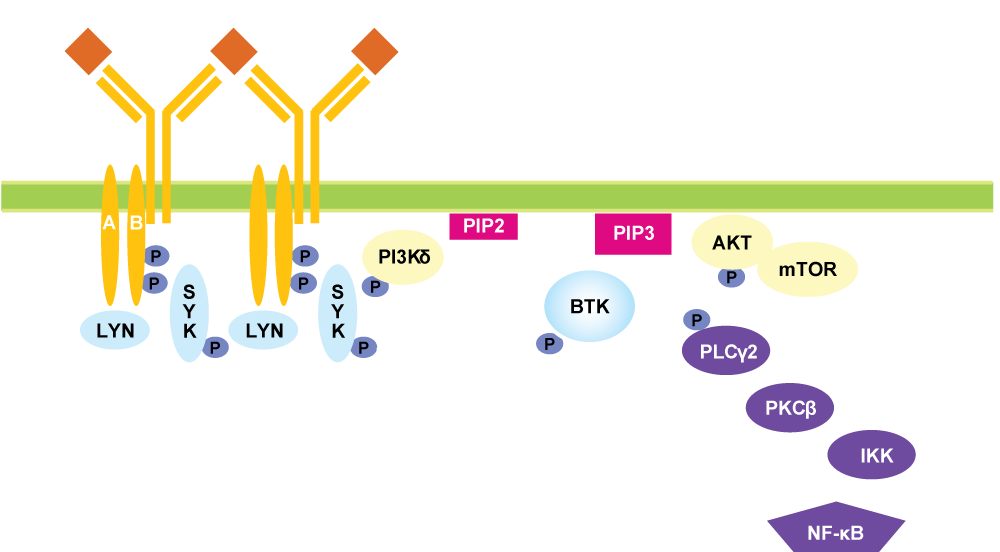 A B
PIP2
PIP3
AKT
P
mTOR
P
P
PI3Kδ
P
P
P
P
S
Y
K
P
LYN
S
Y
K
P
LYN
BTK
P
P
PLCγ2
PKCβ
IKK
NF-κB